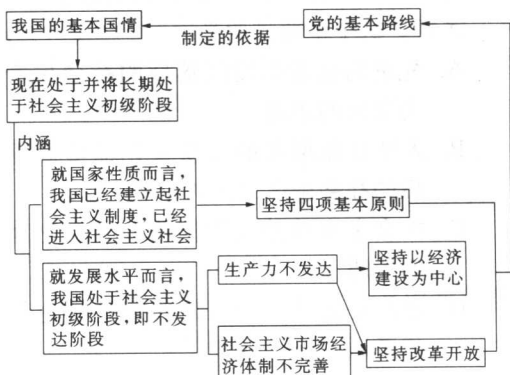 我国的基本国情
党的基本路线
制定的依据
现在处于并将长期处
于社会主义初级阶段
内涵
就国家性质而言，
我国已经建立起社
会主义制度，已经
进入社会主义社会
坚持四项基本原则
就发展水平而言，
我国处于社会主义
初级阶段，即不发
达阶段
生产力不发达
坚持以经济
建设为中心
社会主义市场经
济体制不完善
坚持改革开放